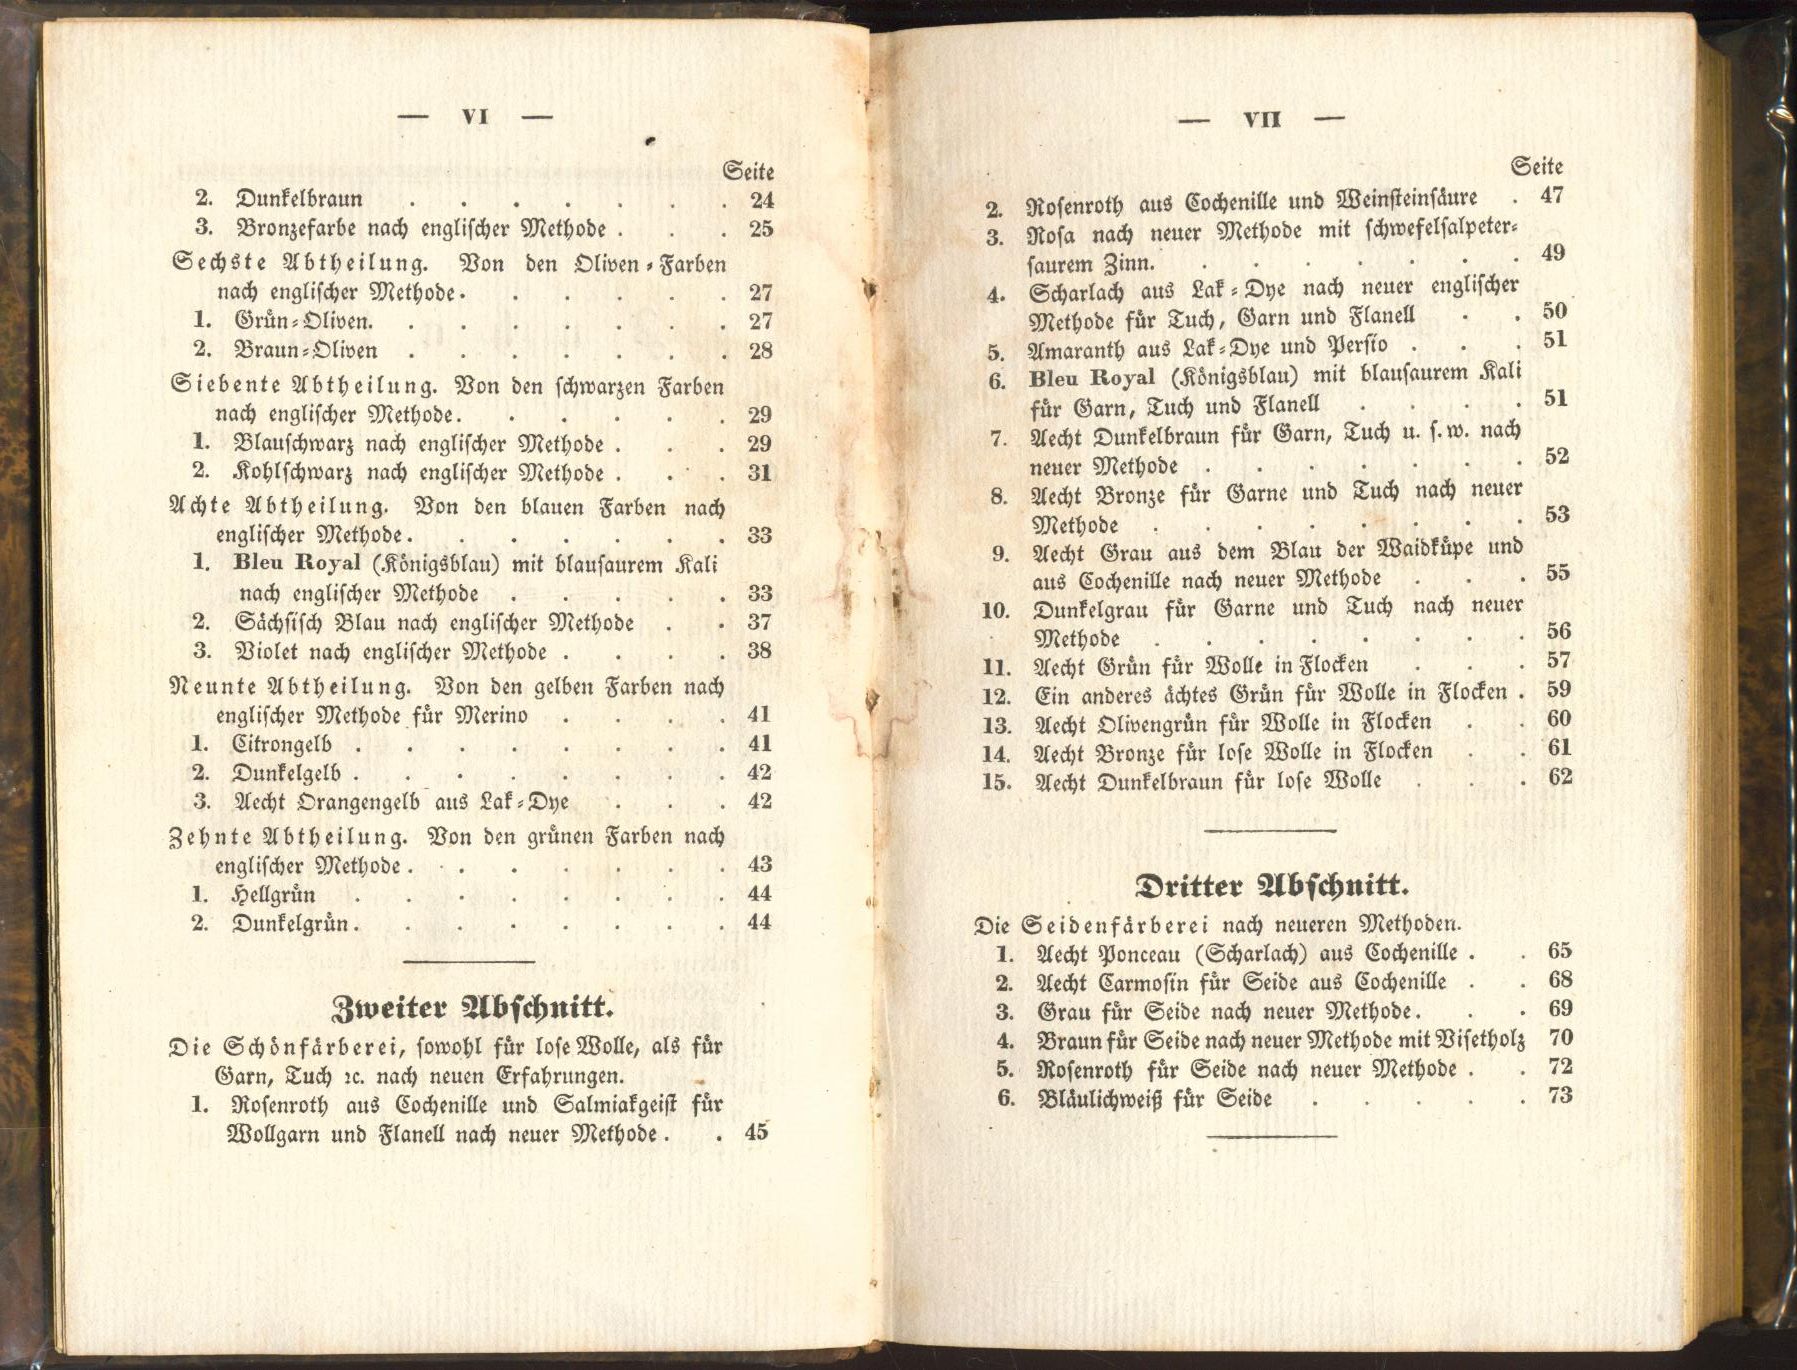 — VI —
Seite
2. Dunkelbraun . . . . . . . 24
3. Bronzefarbe nach englischer Methode . . . 25
Sechste Abtheilung. Von den Oliven-Farben
nach englischer Methode. . . . . . 27
1. Grün-Oliven. . . . . . . . 27
2. Braun-Oliven . . . . . . . 28
Siebente Abtheilung. Von den schwarzen Farben
nach englischer Methode. . . . . . 29
1. Blauschwarz nach englischer Methode . . . 29
2. Kohlschwarz nach englischer Methode . . . 31
Achte Abtheilung. Von den blauen Farben nach
englischer Methode. . . . . . . 33
1. Bleu Royal (Königsblau) mit blausaurem Kali
nach englischer Methode . . . . . 33
2. Sächsisch Blau nach englischer Methode . . 37
3. Violet nach englischer Methode . . . . 38
Neunte Abtheilung. Von den gelben Farben nach
englischer Methode für Merino . . . . 41
1. Citrongelb . . . . . . . . 41
2. Dunkelgelb . . . . . . . . 42
3. Aecht Orangengelb aus Lak-Dye . . . 42
Zehnte Abtheilung. Von den grünen Farben nach
englischer Methode . . . . . . . 43
1. Hellgrün . . . . . . . . 44
2. Dunkelgrün . . . . . . . . 44
Zweiter Abschnitt.
Die Schönfärberei, sowohl für lose Wolle, als für
Garn, Tuch ꝛc. nach neuen Erfahrungen.
1. Rosenroth aus Cochenille und Salmiakgeist für
Wollgarn und Flanell nach neuer Methode . . 45
— VII —
Seite
2. Rosenroth aus Cochenille und Weinsteinsäure . 47
3. Rosa nach neuer Methode mit schwefelsalpeter-
saurem Zinn. . . . . . . . 49
4. Scharlach aus Lak-Dye nach neuer englischer
Methode für Tuch, Garn und Flanell . . 50
5. Amaranth aus Lak-Dye und Persio . . . 51
6. Bleu Royal (Königsblau) mit blausaurem Kali
für Garn, Tuch und Flanell . . . . 51
7. Aecht Dunkelbraun für Garn, Tuch u. s. w. nach
neuer Methode . . . . . . . 52
8. Aecht Bronze für Garne und Tuch nach neuer
Methode . . . . . . . . 53
9. Aecht Grau aus dem Blau der Waidküpe und
aus Cochenille nach neuer Methode . . . 55
10. Dunkelgrau für Garne und Tuch nach neuer
Methode . . . . . . . . 56
11. Aecht Grün für Wolle in Flocken . . . 57
12. Ein anderes ächtes Grün für Wolle in Flocken . 59
13. Aecht Olivengrün für Wolle in Flocken . . 60
14. Aecht Bronze für lose Wolle in Flocken . . 61
15. Aecht Dunkelbraun für lose Wolle . . . 62
Dritter Abschnitt.
Die Seidenfärberei nach neueren Methoden.
1. Aecht Ponceau (Scharlach) aus Cochenille . . 65
2. Aecht Carmosin für Seide aus Cochenille . . 68
3. Grau für Seide nach neuer Methode . . . 69
4. Braun für Seide nach neuer Methode mit Visetholz 70
5. Rosenroth für Seide nach neuer Methode . . 72
6. Bläulichweiß für Seide . . . . . 73